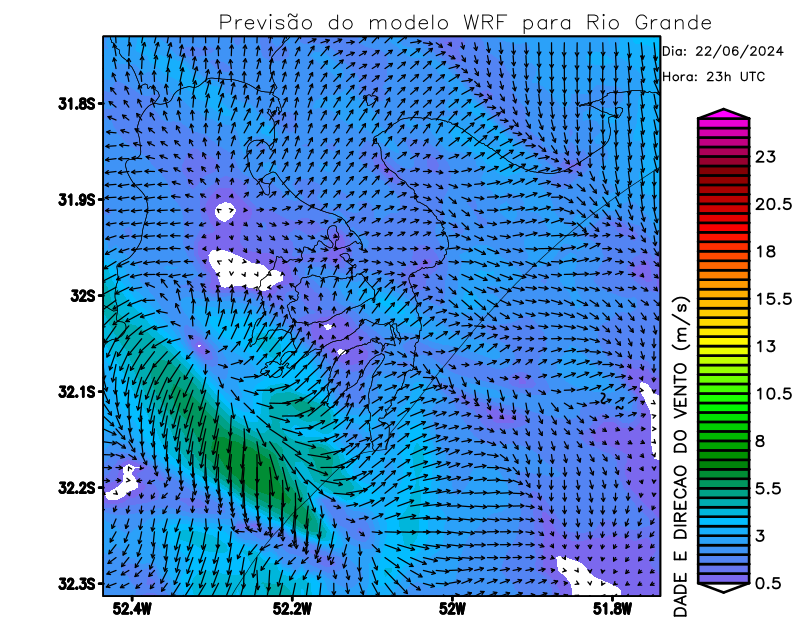 Previsão do modelo WRF para Rio Grande
Dia: 22/06/2024
Hora: 23h UTC
31.8S
31.9S
32S
32.1S
32.2S
32.3S
52.4W
52.2W
52W
51.8W
23
20.5
18
15.5
13
10.5
8
5.5
3
0.5
DADE E DIRECAO DO VENTO (m/s)